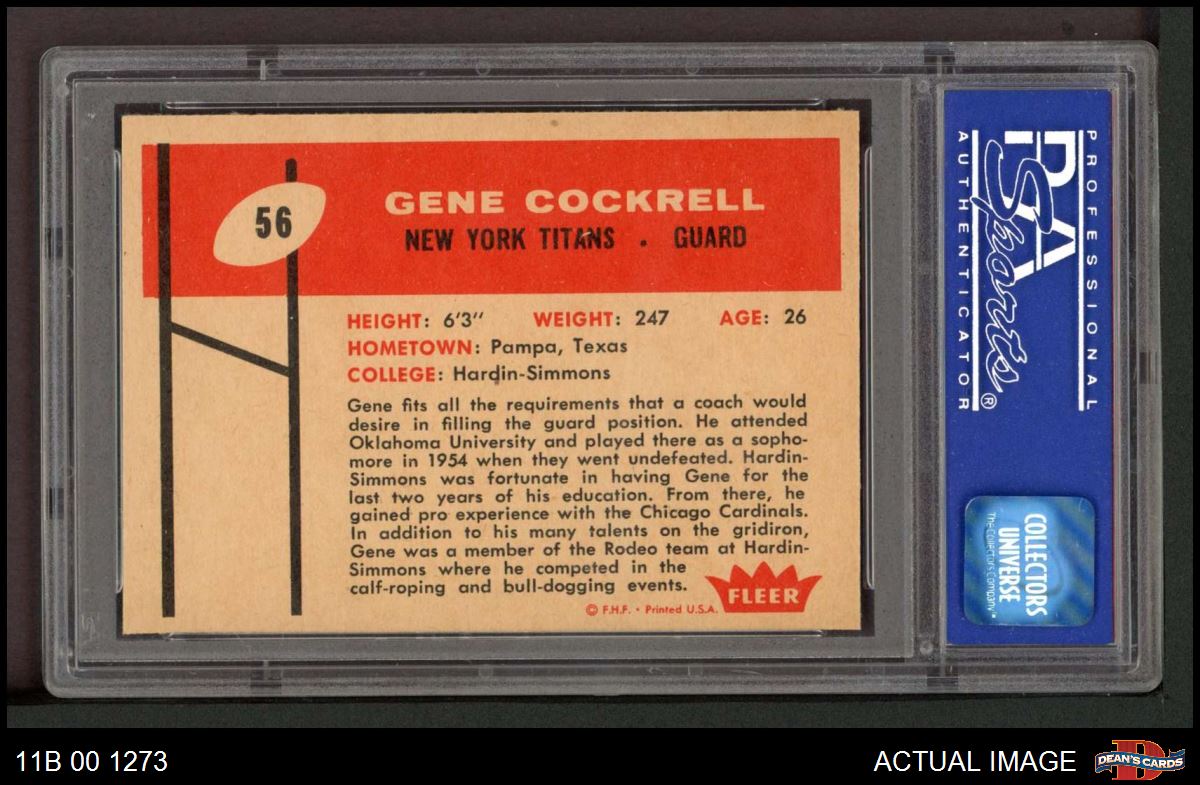 56
GENE COCKRELL
NEW YORK TITANS . GUARD
HEIGHT: 6'3" WEIGHT: 247 AGE: 26
HOMETOWN: Pampa, Texas
COLLEGE: Hardin-Simmons
Gene fits all the requirements that a coach would
desire in filling the guard position. He attended
Oklahoma University and played there as a sopho-
more in 1954 when they went undefeated. Hardin-
Simmons was fortunate in having Gene for the
last two years of his education. From there, he
gained pro experience with the Chicago Cardinals.
In addition to his many talents on the gridiron,
Gene was a member of the Rodeo team at Hardin-
Simmons where he competed in the
calf-roping and bull-dogging events.
FLEER
© F.H.F. • Printed U.S.A.
PROFESSIONAL
PSA
Sports®
AUTHENTICATOR
COLLECTORS
UNIVERSE
The Collectors Company™
11B 00 1273
ACTUAL IMAGE
D
DEAN'S CARDS